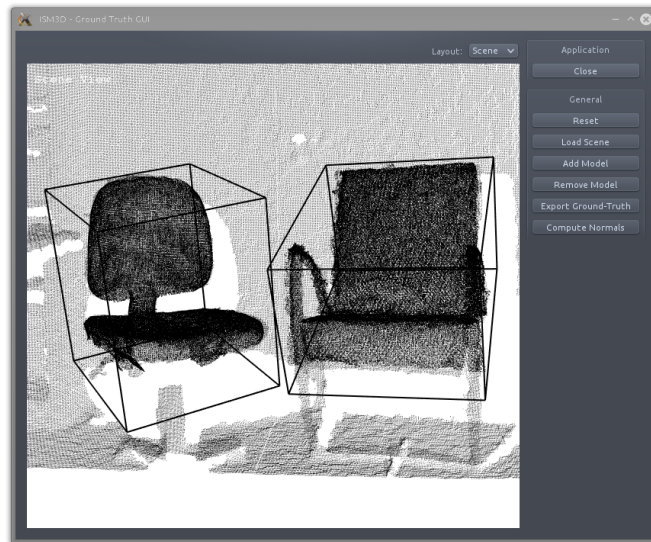 ISM3D - Ground Truth GUI
Layout: Scene
Scene View
Application
Close
General
Reset
Load Scene
Add Model
Remove Model
Export Ground-Truth
Compute Normals